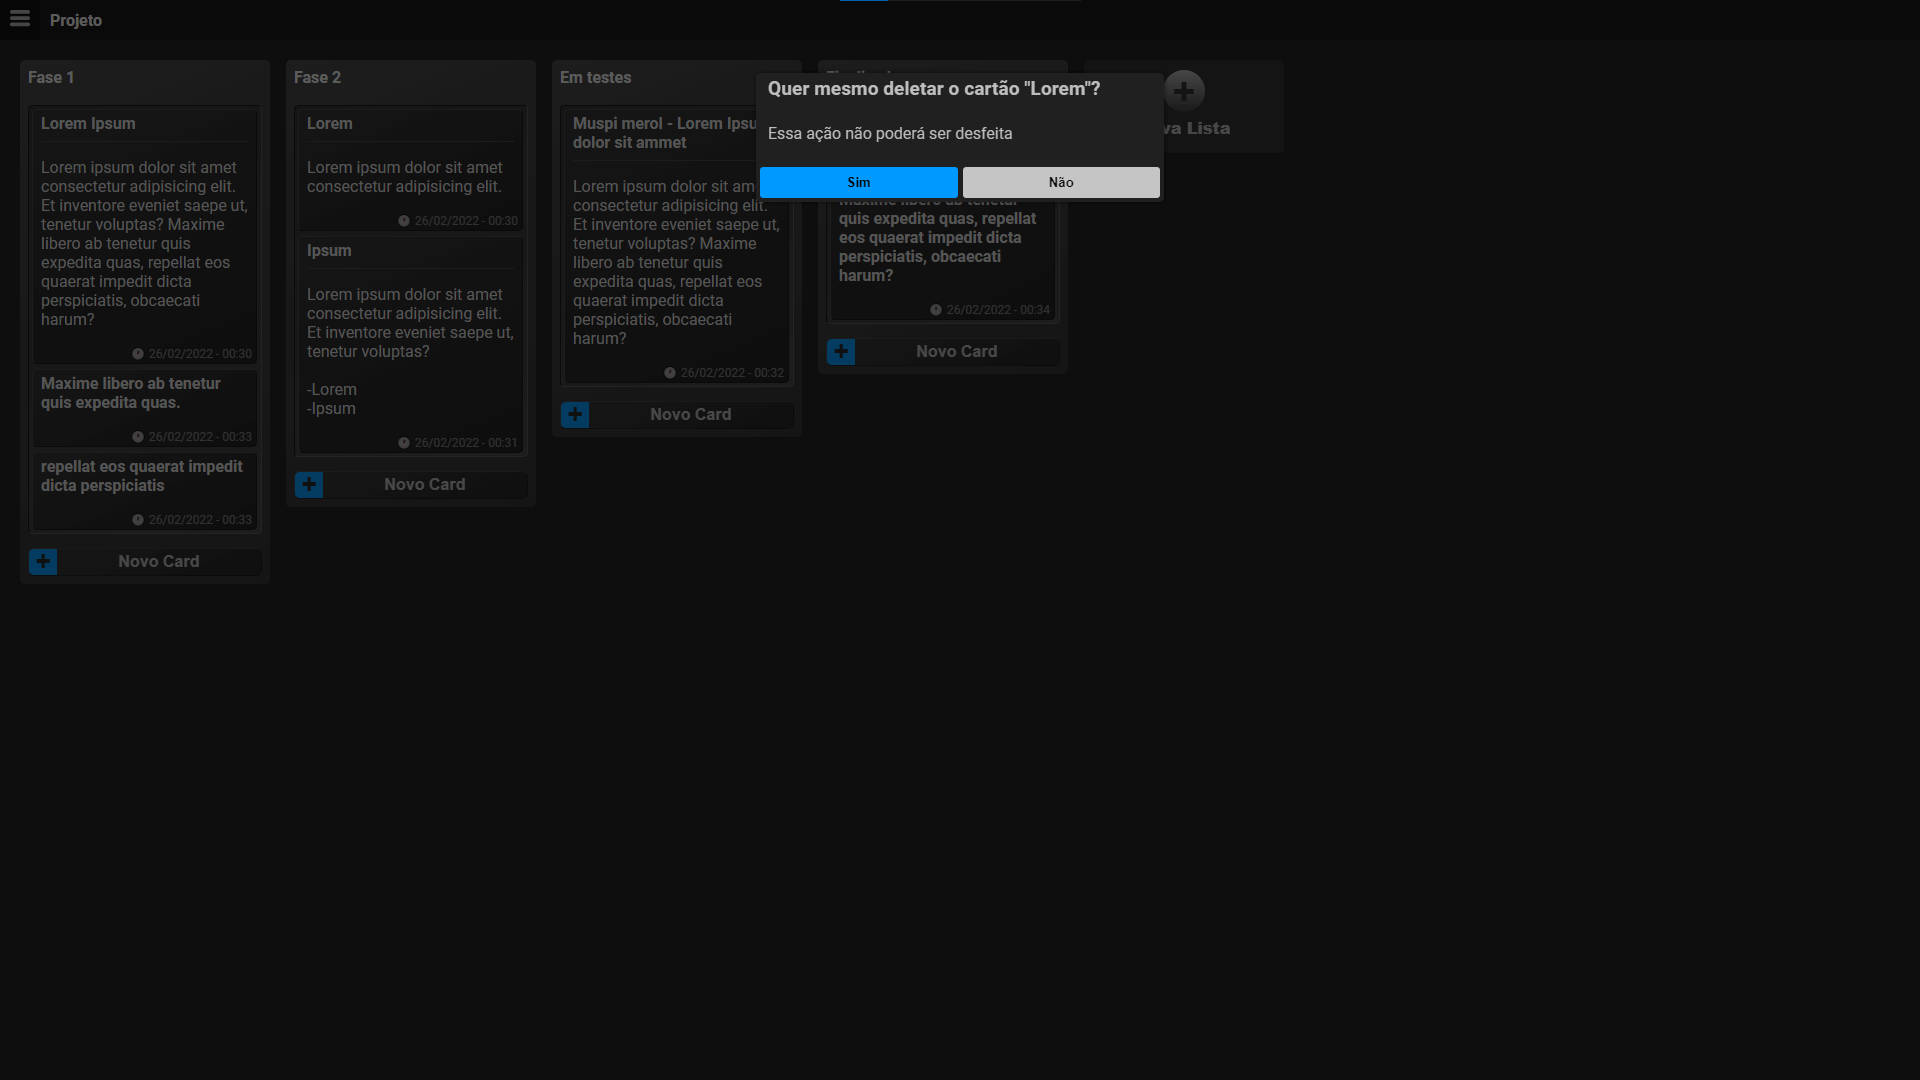 Projeto
Fase 1
Lorem Ipsum
Lorem ipsum dolor sit amet
consectetur adipisicing elit.
Et inventore eveniet saepe ut,
tenetur voluptas? Maxime
libero ab tenetur quis
expedita quas, repellat eos
quaerat impedit dicta
perspiciatis, obcaecati
harum?
26/02/2022 - 00:30
Maxime libero ab tenetur
quis expedita quas.
26/02/2022 - 00:33
repellat eos quaerat impedit
dicta perspiciatis
26/02/2022 - 00:33
Novo Card
Fase 2
Lorem
Lorem ipsum dolor sit amet
consectetur adipisicing elit.
26/02/2022 - 00:30
Ipsum
Lorem ipsum dolor sit amet
consectetur adipisicing elit.
Et inventore eveniet saepe ut,
tenetur voluptas?
-Lorem
-Ipsum
26/02/2022 - 00:31
Novo Card
Em testes
Muspi merol - Lorem Ipsu
dolor sit ammet
Lorem ipsum dolor sit am
consectetur adipisicing elit.
Et inventore eveniet saepe ut,
tenetur voluptas? Maxime
libero ab tenetur quis
expedita quas, repellat eos
quaerat impedit dicta
perspiciatis, obcaecati
harum?
26/02/2022 - 00:32
Novo Card
Quer mesmo deletar o cartão "Lorem"?
Essa ação não poderá ser desfeita
Sim
Não
Maxime libero ab tenetur
quis expedita quas, repellat
eos quaerat impedit dicta
perspiciatis, obcaecati
harum?
26/02/2022 - 00:34
Novo Card
va Lista